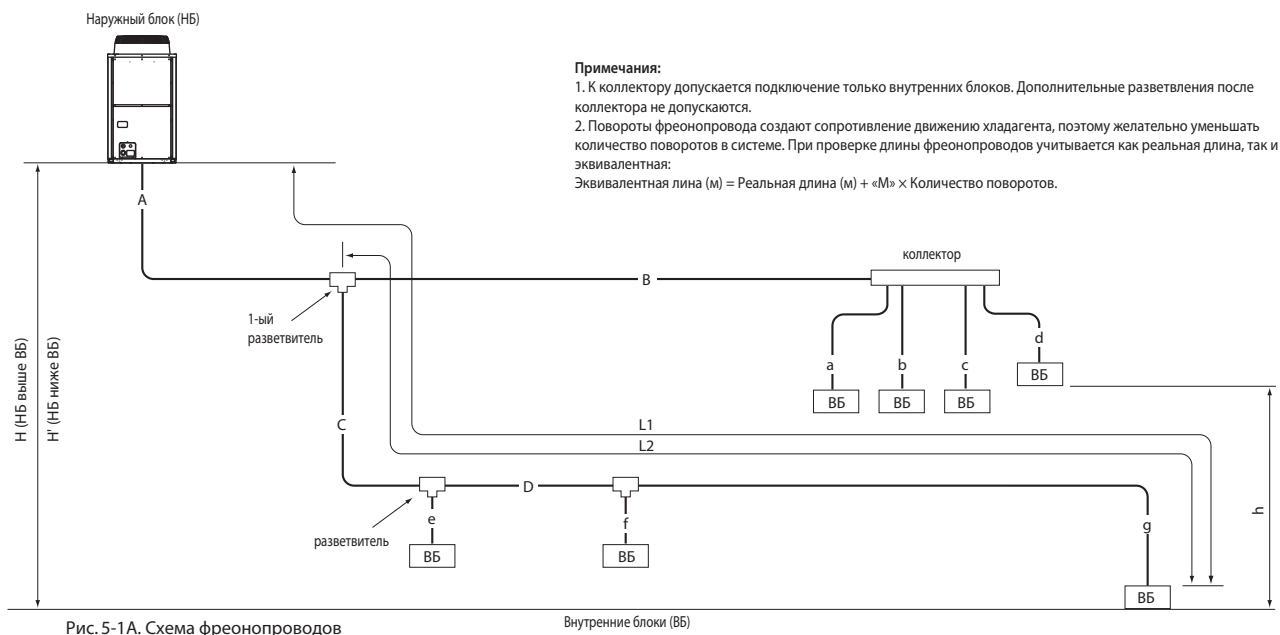 Наружный блок (НБ)
Примечания:
1. К коллектору допускается подключение только внутренних блоков. Дополнительные разветвления после
коллектора не допускаются.
2. Повороты фреонопровода создают сопротивление движению хладагента, поэтому желательно уменьшать
количество поворотов в системе. При проверке длины фреонопроводов учитывается как реальная длина, так и
эквивалентная:
Эквивалентная лина (м) = Реальная длина (м) + «М» × Количество поворотов.
A
коллектор
B
1-ый
разветвитель
a
b
c
d
ВБ
ВБ
ВБ
ВБ
H (НБ выше ВБ)
H' (НБ ниже ВБ)
C
L1
L2
D
e
f
g
h
разветвитель
ВБ
ВБ
ВБ
Рис. 5-1А. Схема фреонопроводов
Внутренние блоки (ВБ)